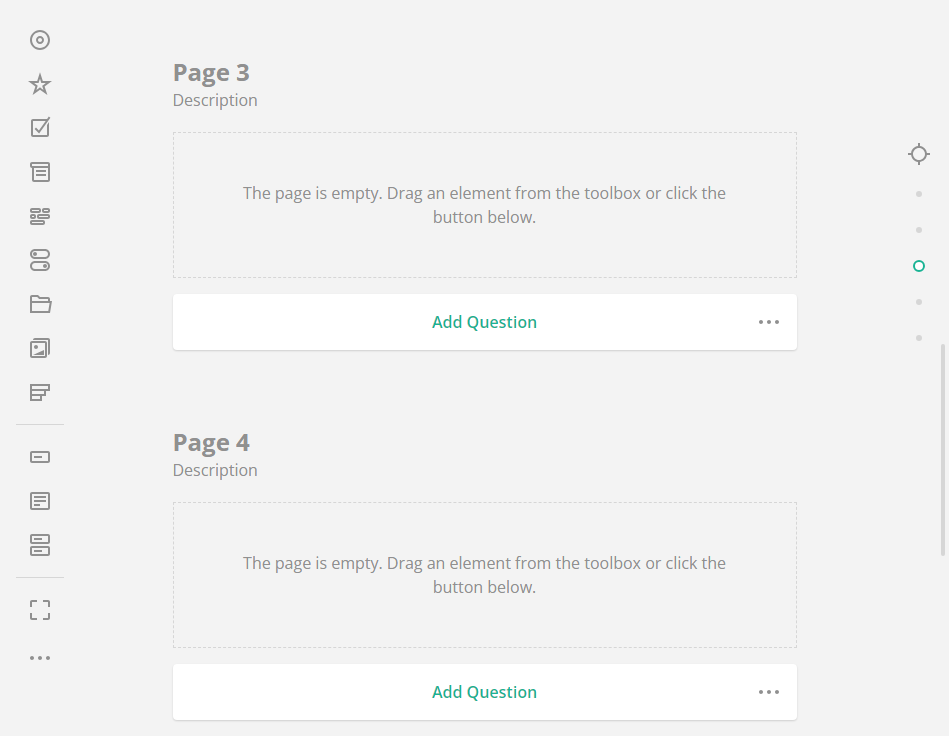 Page 3
Description
The page is empty. Drag an element from the toolbox or click the
button below.
Add Question
Page 4
Description
The page is empty. Drag an element from the toolbox or click the
button below.
Add Question